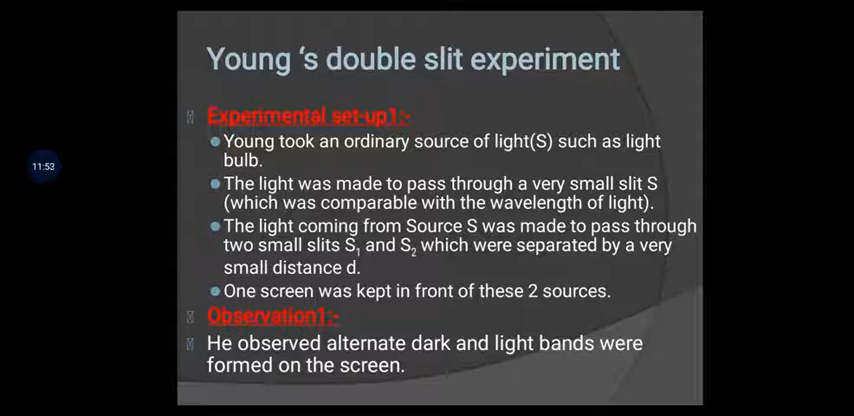 Young ‘s double slit experiment
Experimental set-up1:-
Young took an ordinary source of light(S) such as light
bulb.
11:53
The light was made to pass through a very small slit S
(which was comparable with the wavelength of light).
The light coming from Source S was made to pass through
two small slits S₁ and S₂ which were separated by a very
small distance d.
One screen was kept in front of these 2 sources.
Observation1:-
He observed alternate dark and light bands were
formed on the screen.